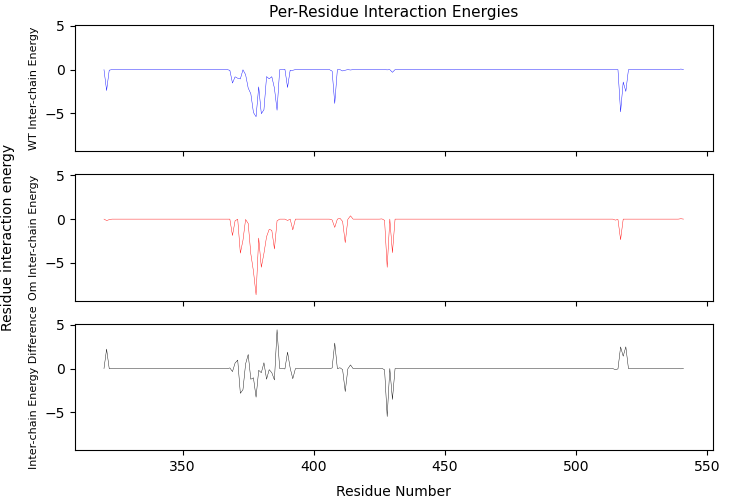 Per-Residue Interaction Energies
Residue interaction energy
WT Inter-chain Energy
5
0
−5
Om Inter-chain Energy
5
0
−5
Inter-chain Energy Difference
5
0
−5
350
400
450
500
550
Residue Number